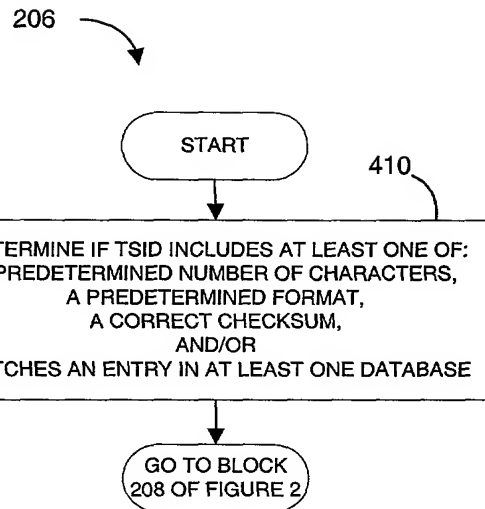 206
START
410
TERMINE IF TSID INCLUDES AT LEAST ONE OF:
PREDETERMINED NUMBER OF CHARACTERS,
A PREDETERMINED FORMAT,
A CORRECT CHECKSUM,
AND/OR
TCHES AN ENTRY IN AT LEAST ONE DATABASE
GO TO BLOCK
208 OF FIGURE 2